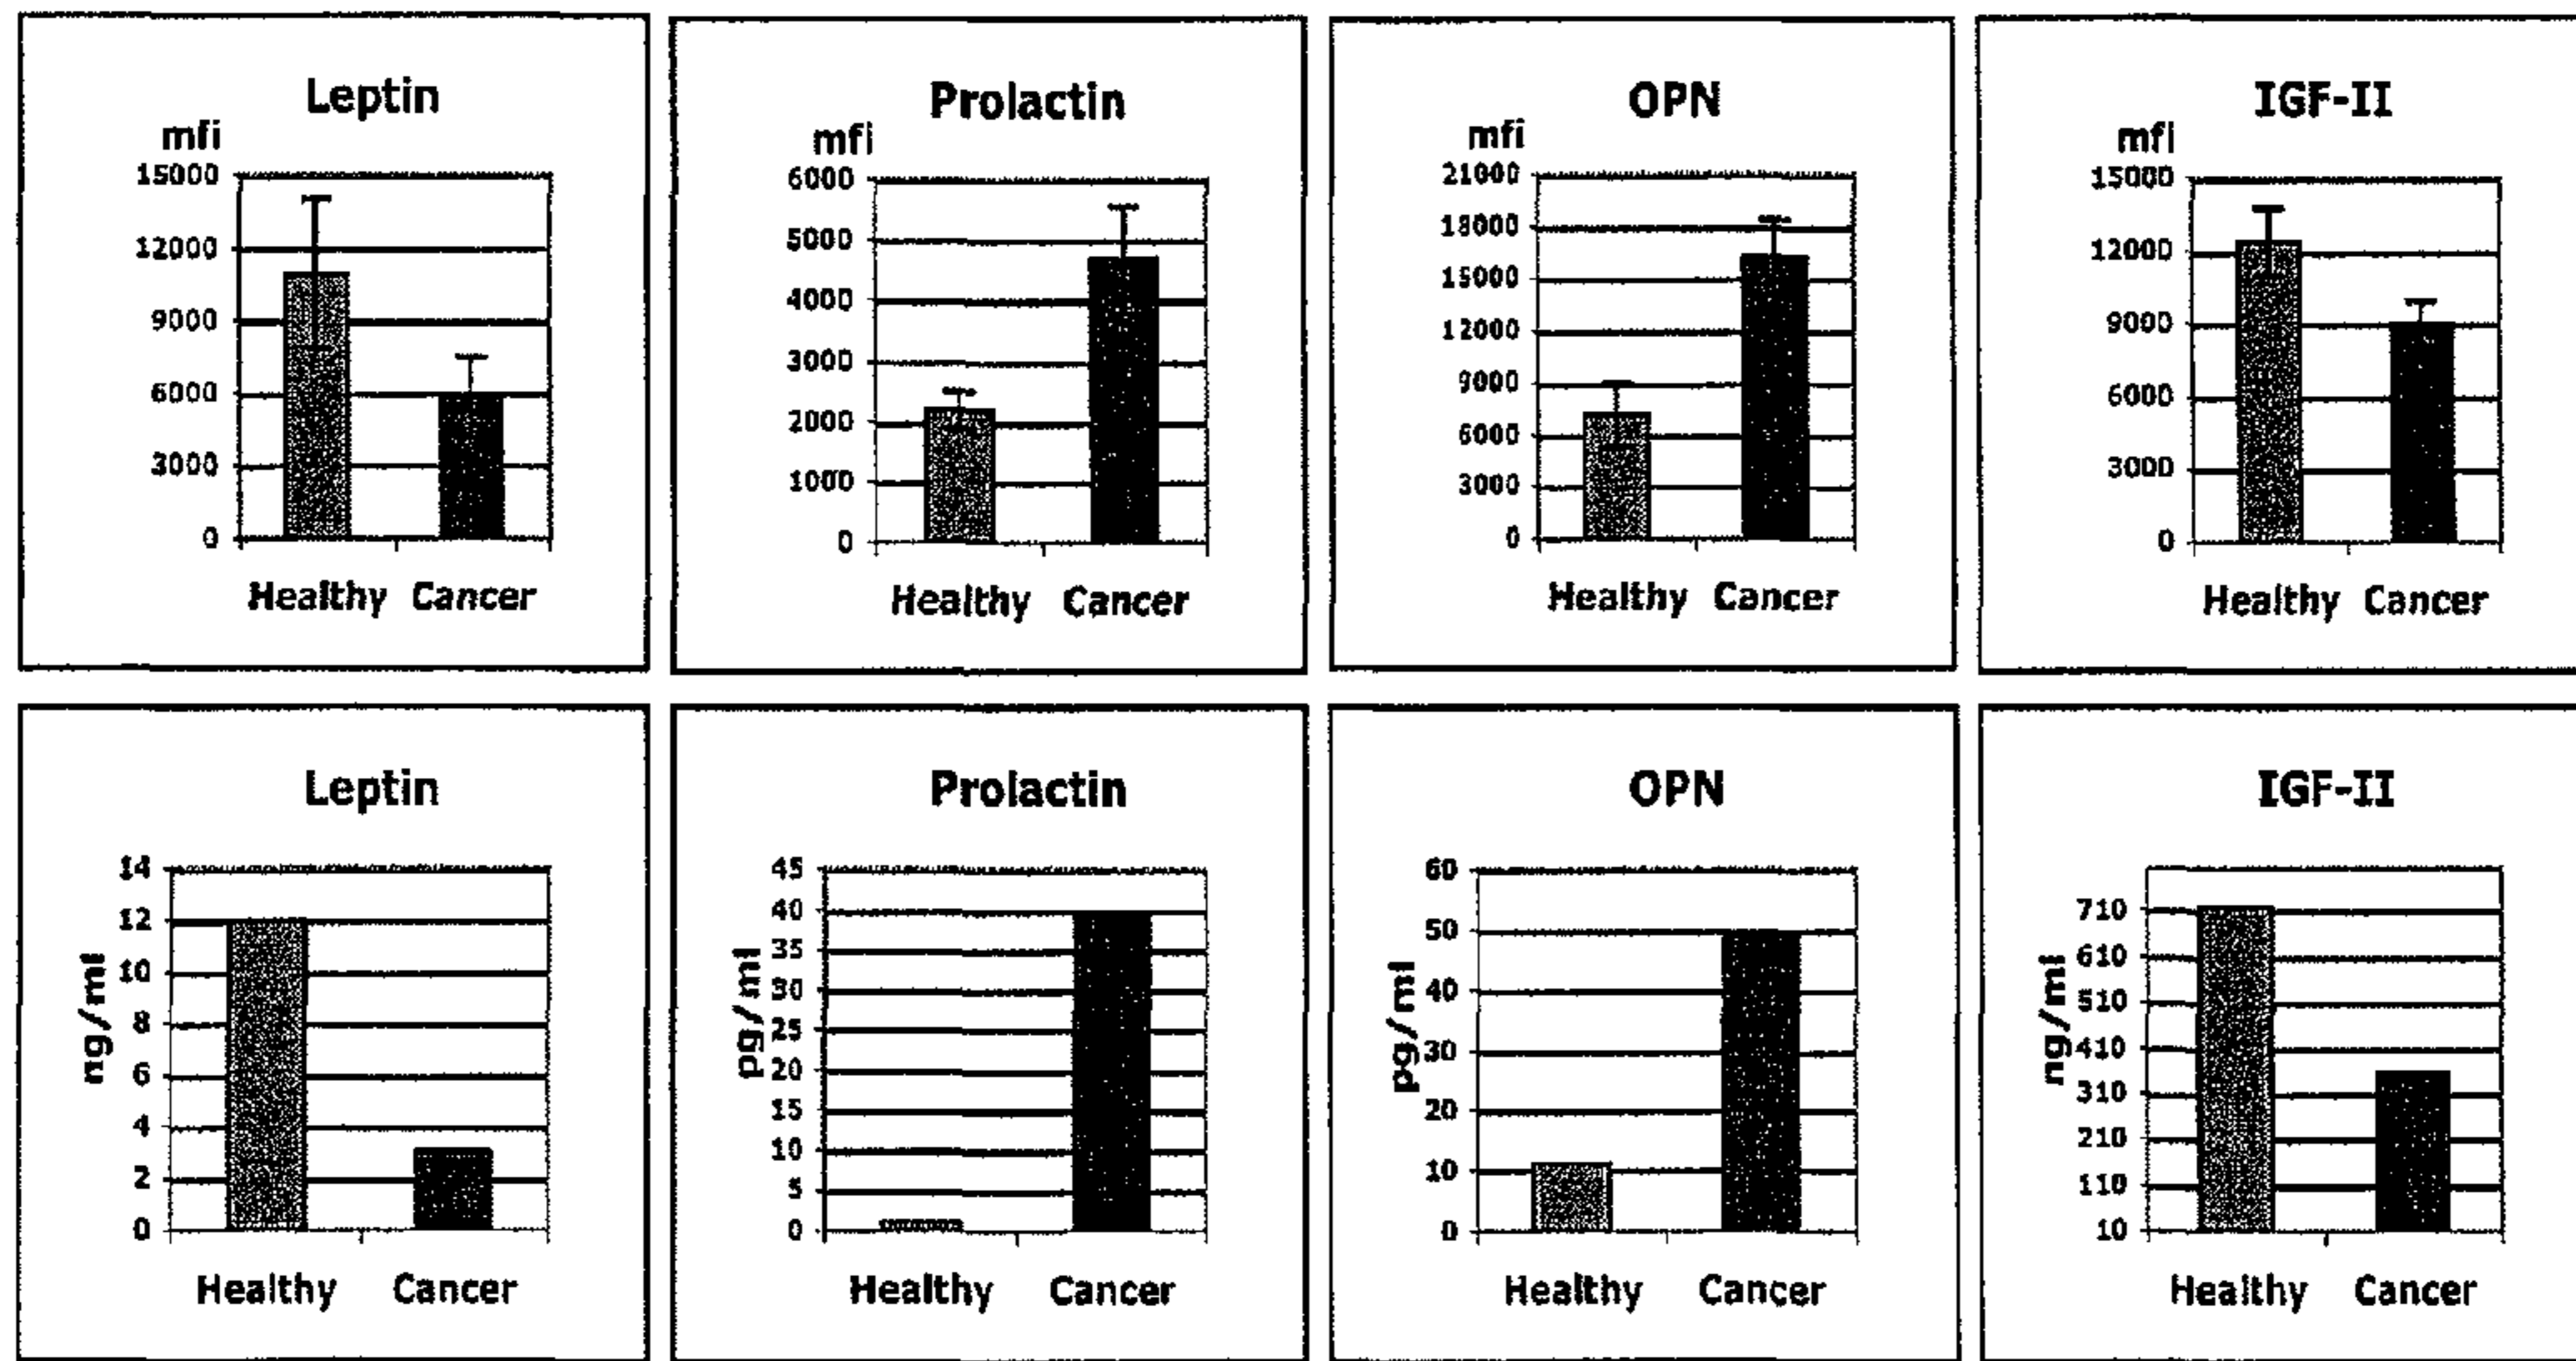 Leptin
mfi
15000
12000
9000
6000
3000
0
Healthy Cancer
Prolactin
mfi
6000
5000
4000
3000
2000
1000
0
Healthy Cancer
OPN
mfi
21000
18000
15000
12000
9000
6000
3000
0
Healthy Cancer
IGF-II
mfi
15000
12000
9000
6000
3000
0
Healthy Cancer
Leptin
ng/ml
14
12
10
8
6
4
2
0
Healthy Cancer
Prolactin
pg/ml
45
40
35
30
25
20
15
10
5
0
Healthy Cancer
OPN
pg/ml
60
50
40
30
20
10
0
Healthy Cancer
IGF-II
ng/ml
710
610
510
410
310
210
110
10
Healthy Cancer